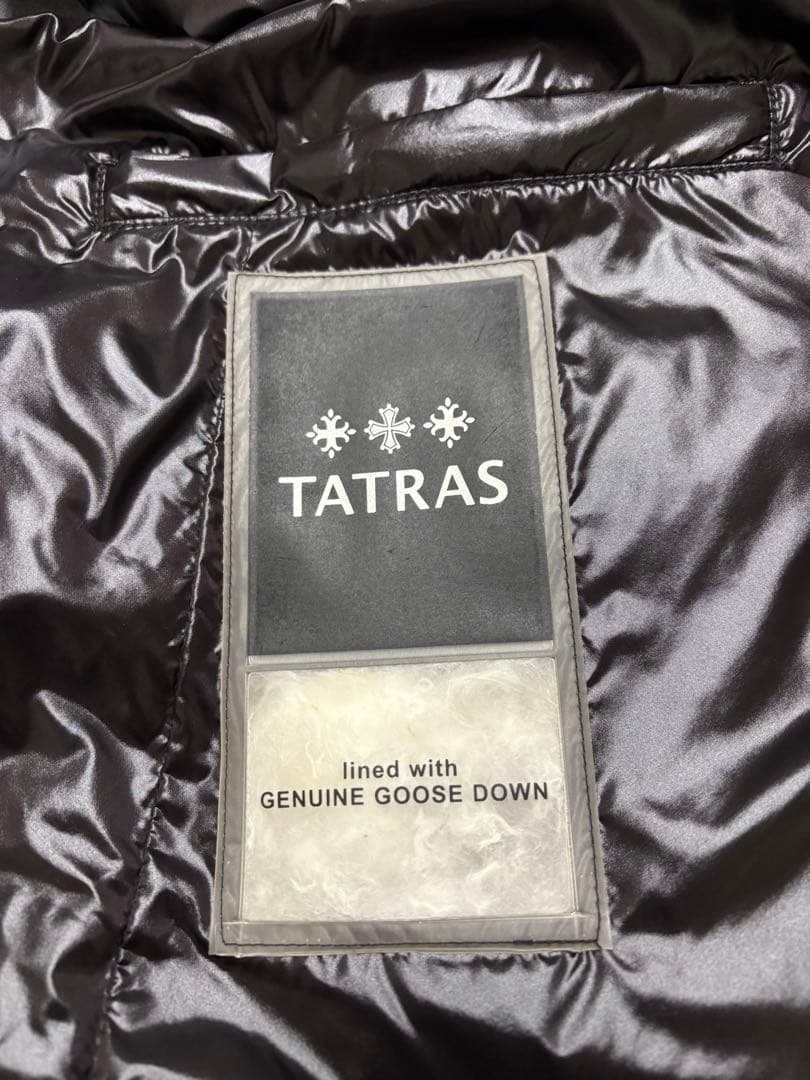 TATRAS
lined with
GENUINE GOOSE DOWN